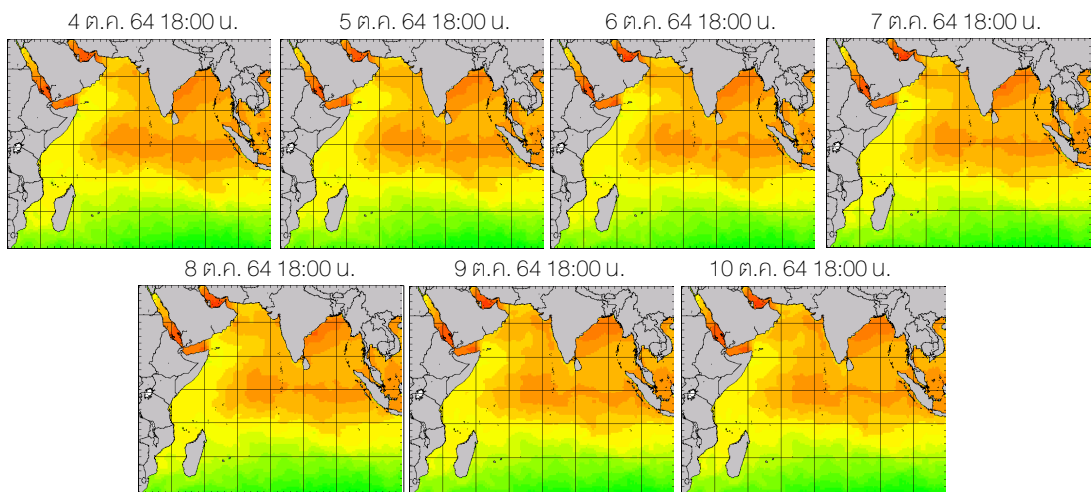 4 ต.ค. 64 18:00 น.
5 ต.ค. 64 18:00 น.
6 ต.ค. 64 18:00 น.
7 ต.ค. 64 18:00 น.
8 ต.ค. 64 18:00 น.
9 ต.ค. 64 18:00 น.
10 ต.ค. 64 18:00 น.